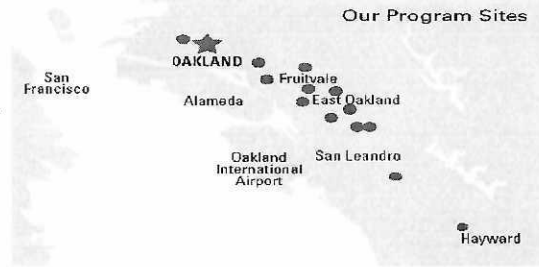 Our Program Sites
OAKLAND
San
Francisco
Fruitvale
Alameda
East Oakland
Oakland
International
Airport
San Leandro
Hayward